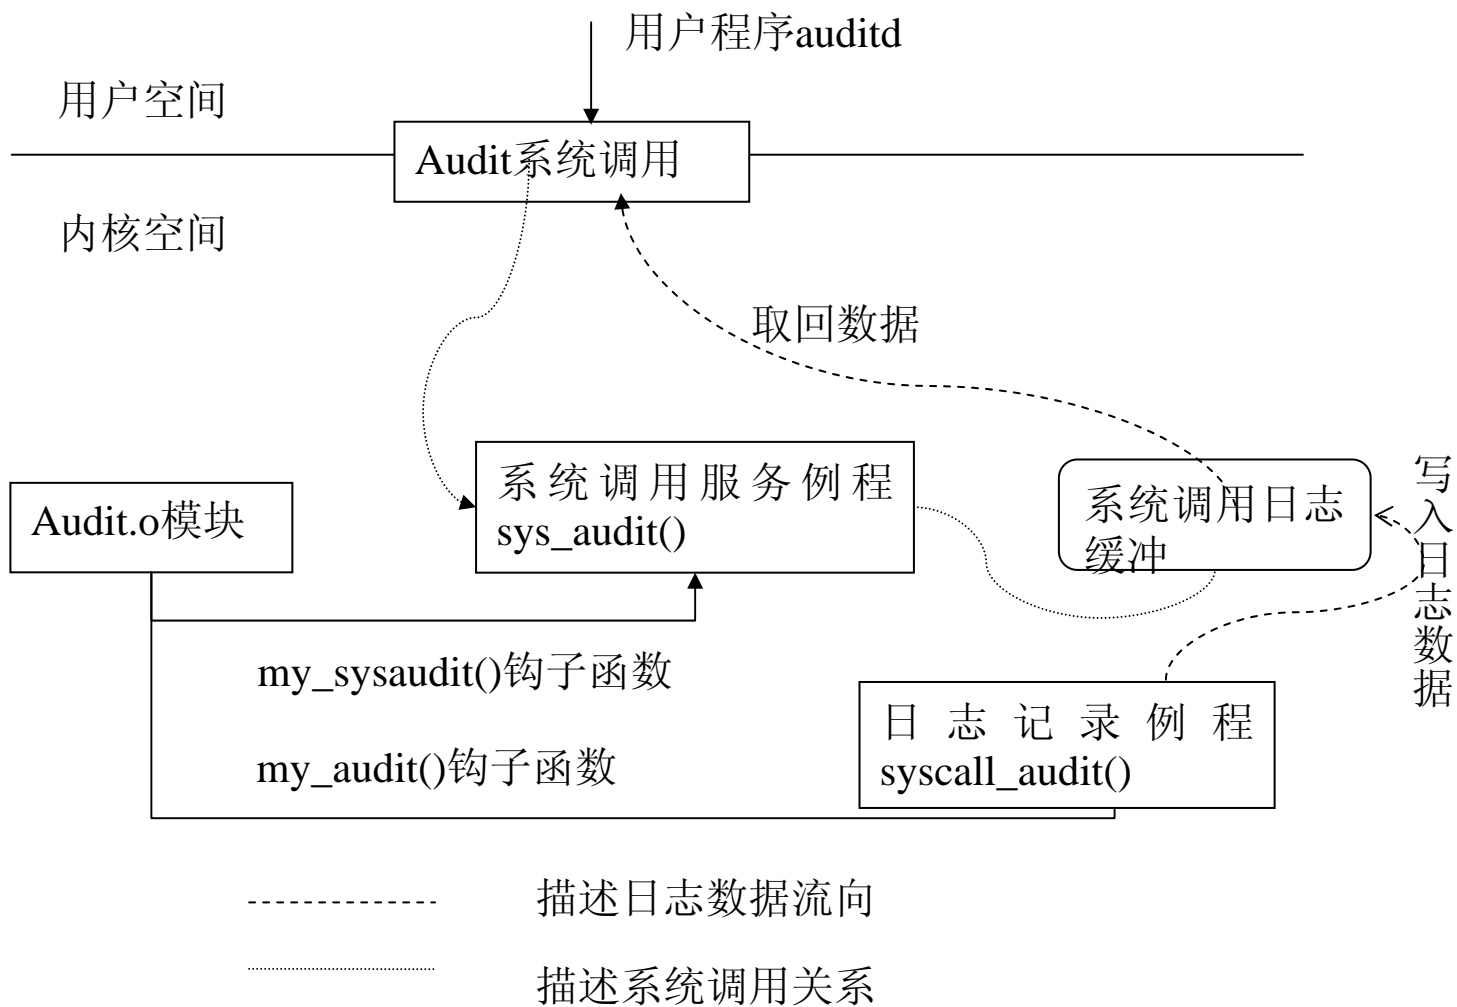 用户程序auditd
用户空间
Audit系统调用
内核空间
取回数据
系统调用服务例程
sys_audit()
Audit.o模块
系统调用日志
缓冲
写入日志数据
my_sysaudit()钩子函数
日志记录例程
syscall_audit()
my_audit()钩子函数
描述日志数据流向
描述系统调用关系